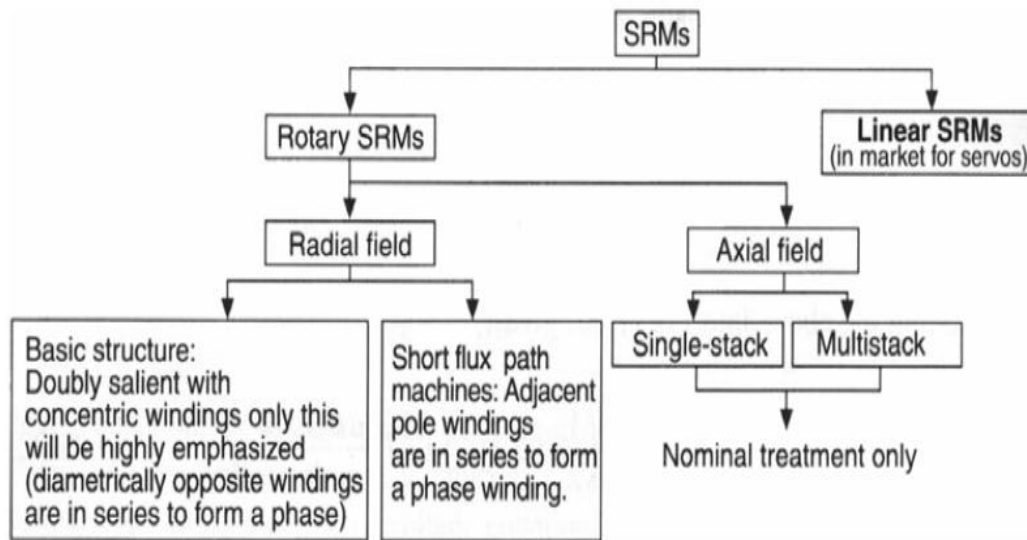 SRMs
Rotary SRMs
Linear SRMs
(in market for servos)
Radial field
Axial field
Basic structure:
Doubly salient with
concentric windings only this
will be highly emphasized
(diametrically opposite windings
are in series to form a phase)
Short flux path
machines: Adjacent
pole windings
are in series to form
a phase winding.
Single-stack
Multistack
Nominal treatment only